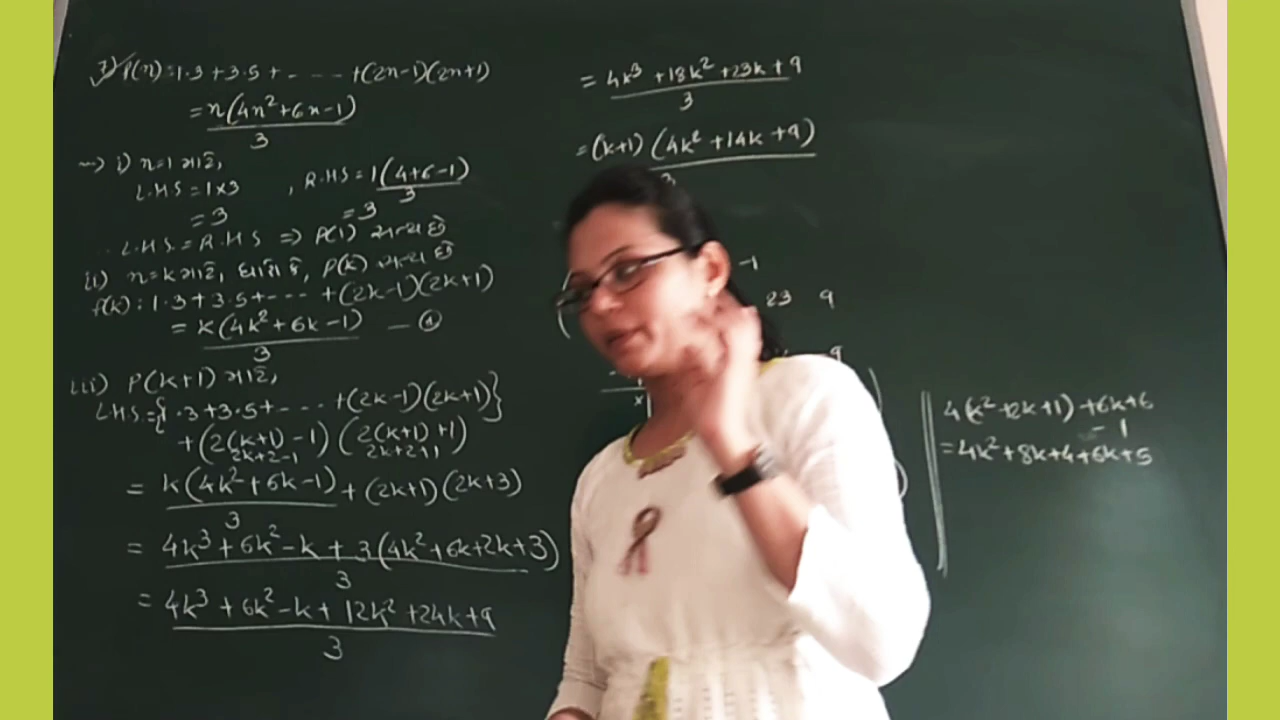 7) P(n): 1·3+3·5+ - - - - +(2n-1)(2n+1)
= n(4n²+6n-1)
3
i) n=1 માટે,
L.H.S = 1×3 , R.H.S = 1(4+6-1)
3
= 3 = 3
L.H.S. = R.H.S ⇒ P(1) સત્ય છે
ii) n=k માટે, ધારો કે, P(k) સત્ય છે
P(k): 1·3+3·5+ - - - +(2k-1)(2k+1)
= k(4k²+6k-1) — ①
3
iii) P(k+1) માટે,
L.H.S. = {1·3+3·5+ - - - +(2k-1)(2k+1)}
+(2(k+1)-1) (2(k+1)+1)
2k+2-1 2k+2+1
= k(4k²+6k-1) + (2k+1)(2k+3)
3
= 4k³+6k²-k+3(4k²+6k+2k+3)
3
= 4k³+6k²-k+12k²+24k+9
3
= 4k³+18k²+23k+9
3
= (k+1)(4k²+14k+9)
3
-1
23 9
9
4(k²+2k+1)+6k+6
-1
= 4k²+8k+4+6k+5